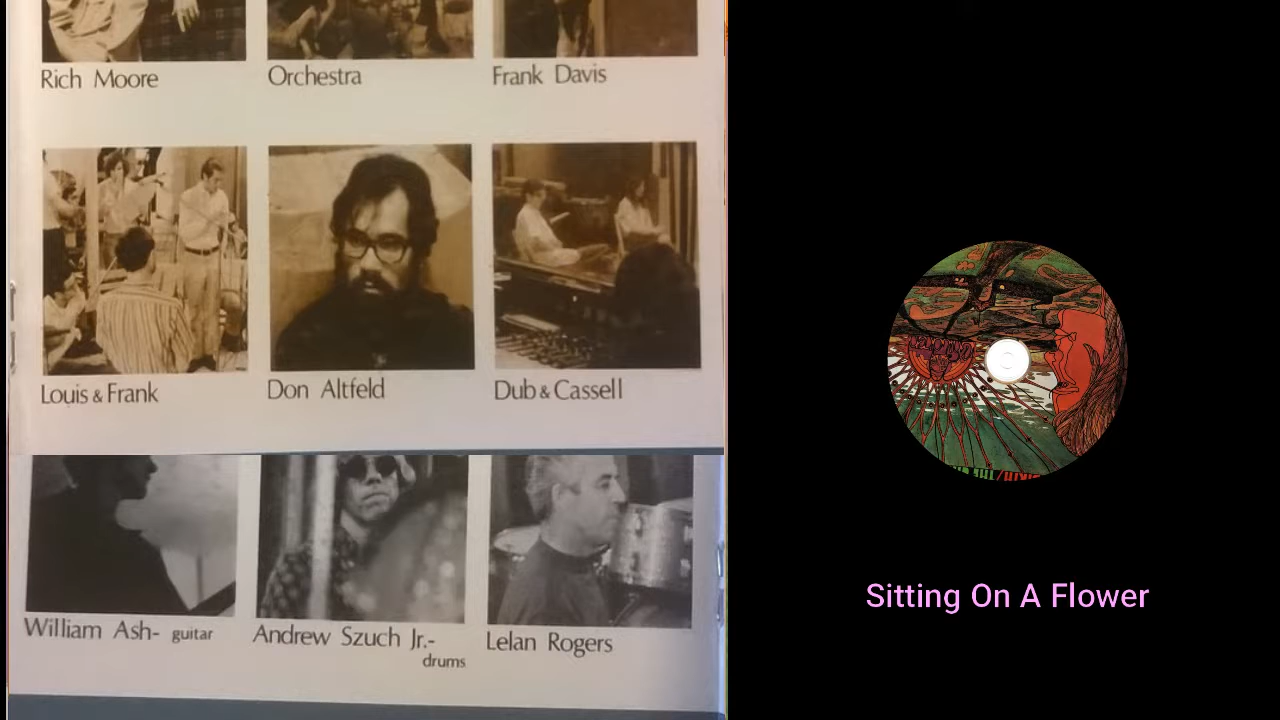 Rich Moore
Orchestra
Frank Davis
Louis & Frank
Don Altfeld
Dub & Cassell
William Ash- guitar
Andrew Szuch Jr.-
drums
Lelan Rogers
Sitting On A Flower